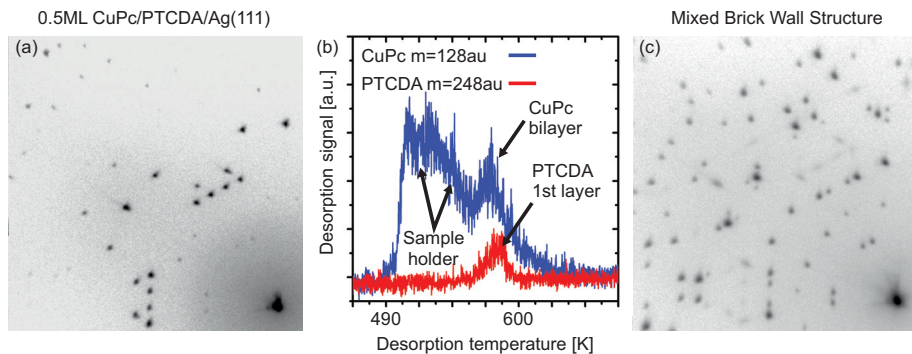 0.5ML CuPc/PTCDA/Ag(111)
Mixed Brick Wall Structure
(a)
(b)
CuPc m=128au
PTCDA m=248au
CuPc
bilayer
PTCDA
1st layer
Sample
holder
Desorption signal [a.u.]
490
600
Desorption temperature [K]
(c)